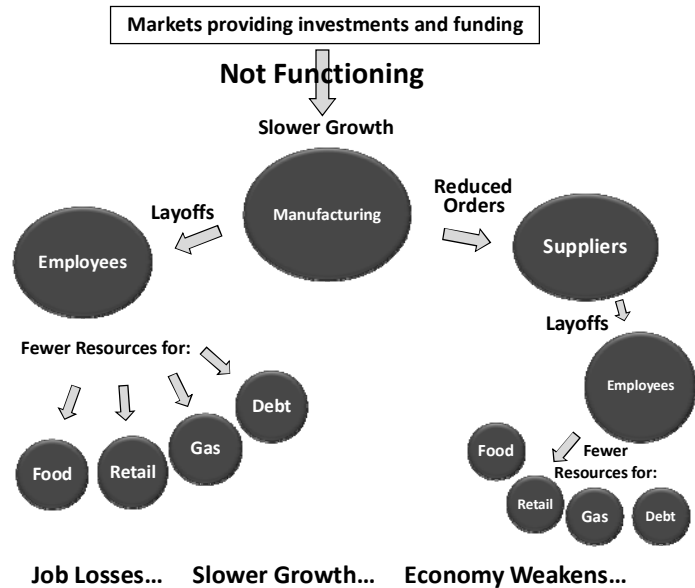 Markets providing investments and funding
Not Functioning
Slower Growth
Manufacturing
Layoffs
Reduced
Orders
Employees
Suppliers
Fewer Resources for:
Layoffs
Employees
Debt
Gas
Food
Retail
Food
Fewer
Resources for:
Retail
Gas
Debt
Job Losses... Slower Growth... Economy Weakens...